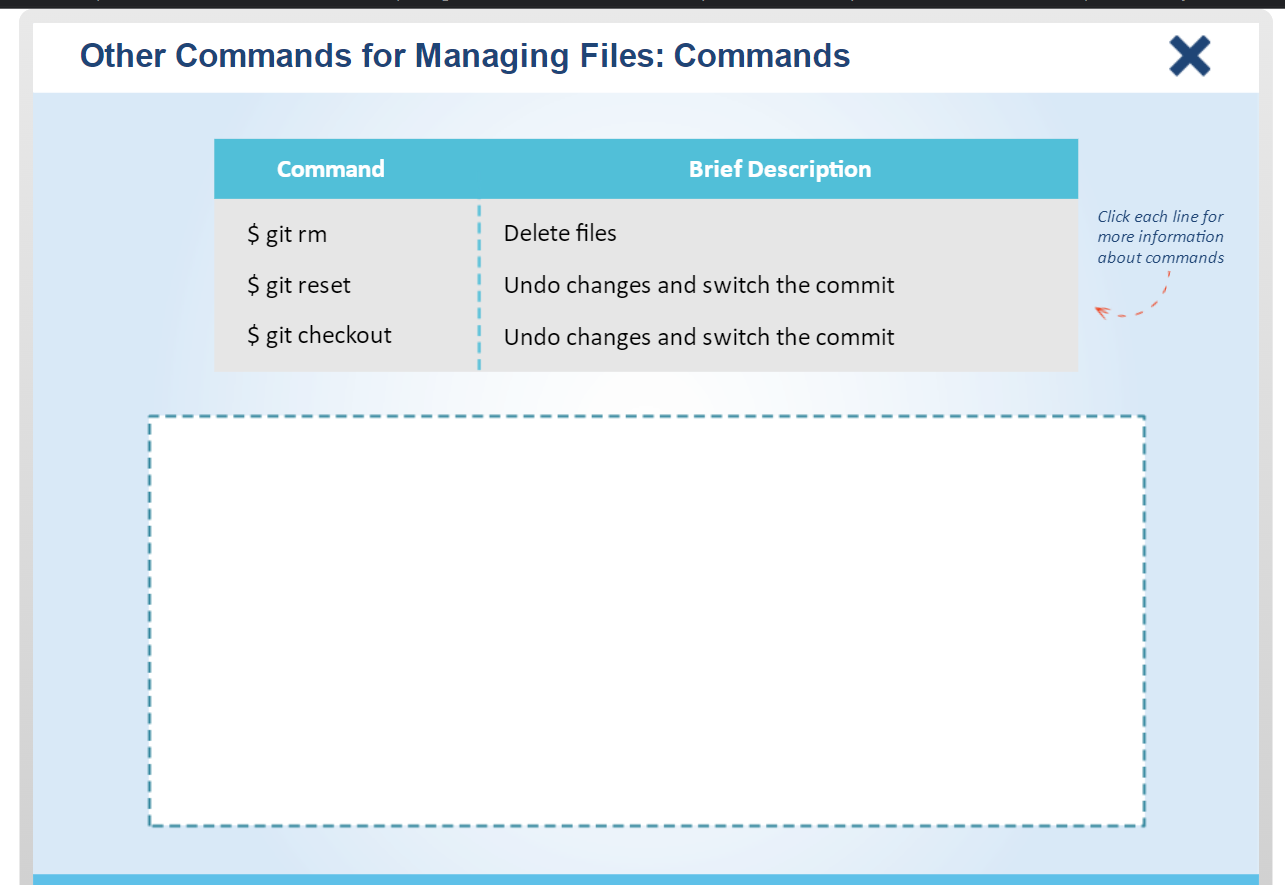 Other Commands for Managing Files: Commands
Command Brief Description
$ git rm Delete files
$ git reset Undo changes and switch the commit
$ git checkout Undo changes and switch the commit
Click each line for
more information
about commands